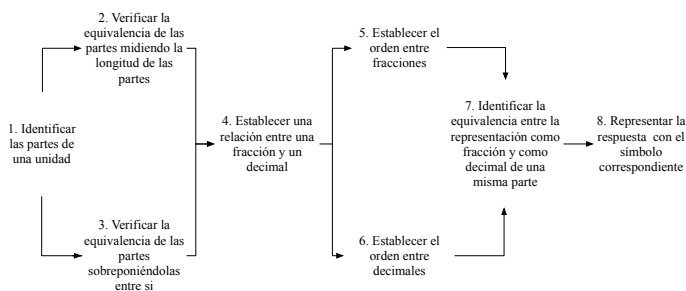 1. Identificar
las partes de
una unidad
2. Verificar la
equivalencia de las
partes midiendo la
longitud de las
partes
3. Verificar la
equivalencia de las
partes
sobreponiéndolas
entre si
4. Establecer una
relación entre una
fracción y un
decimal
5. Establecer el
orden entre
fracciones
6. Establecer el
orden entre
decimales
7. Identificar la
equivalencia entre la
representación como
fracción y como
decimal de una
misma parte
8. Representar la
respuesta con el
símbolo
correspondiente